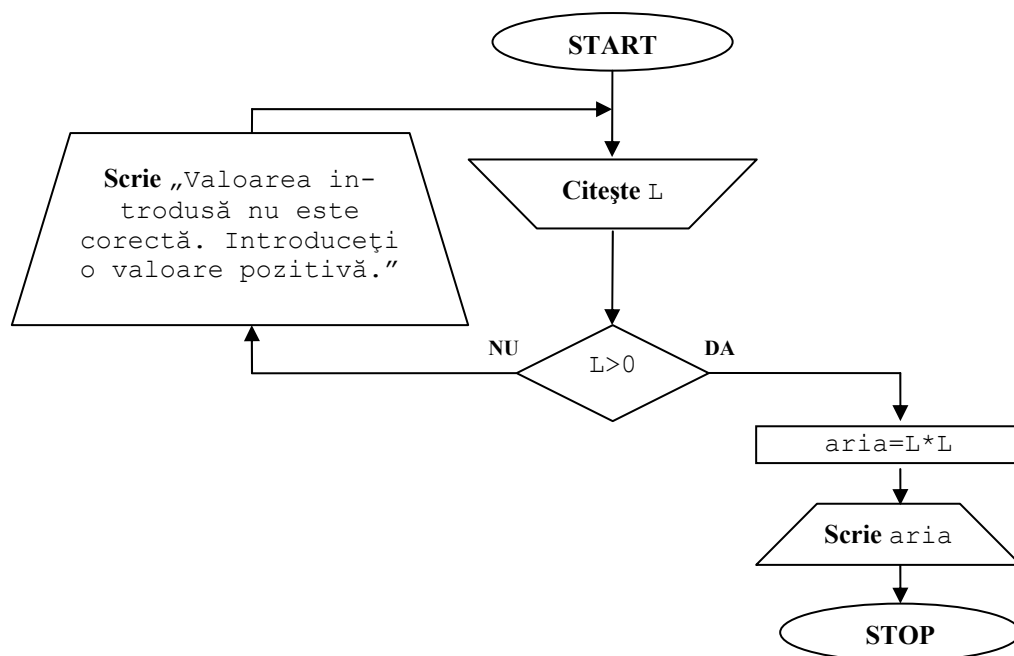 START
Scrie „Valoarea in-
trodusă nu este
corectă. Introduceţi
o valoare pozitivă.”
Citeşte L
NU
L>0
DA
aria=L*L
Scrie aria
STOP